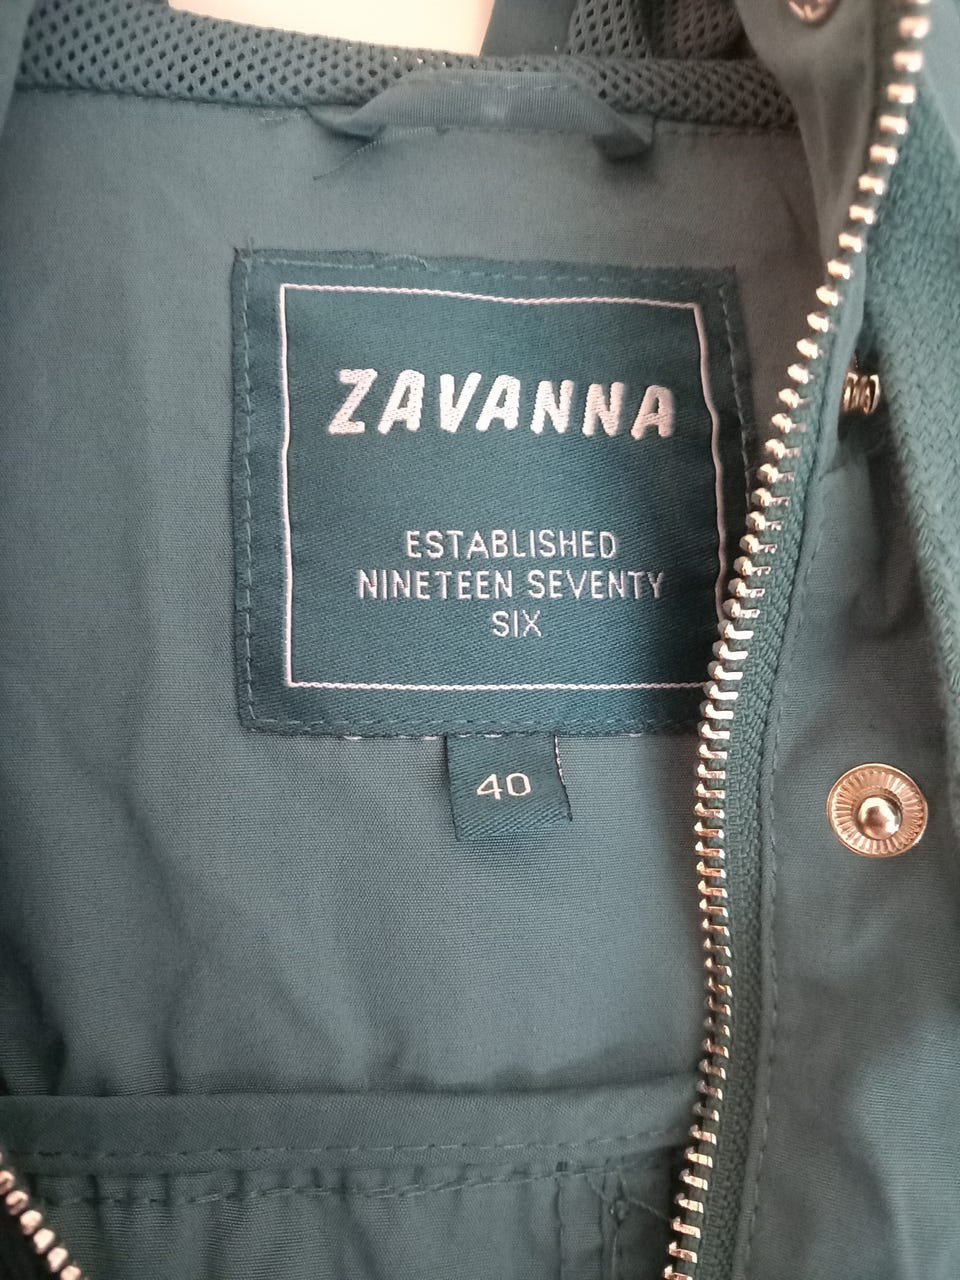 ZAVANNA
ESTABLISHED
NINETEEN SEVENTY
SIX
40